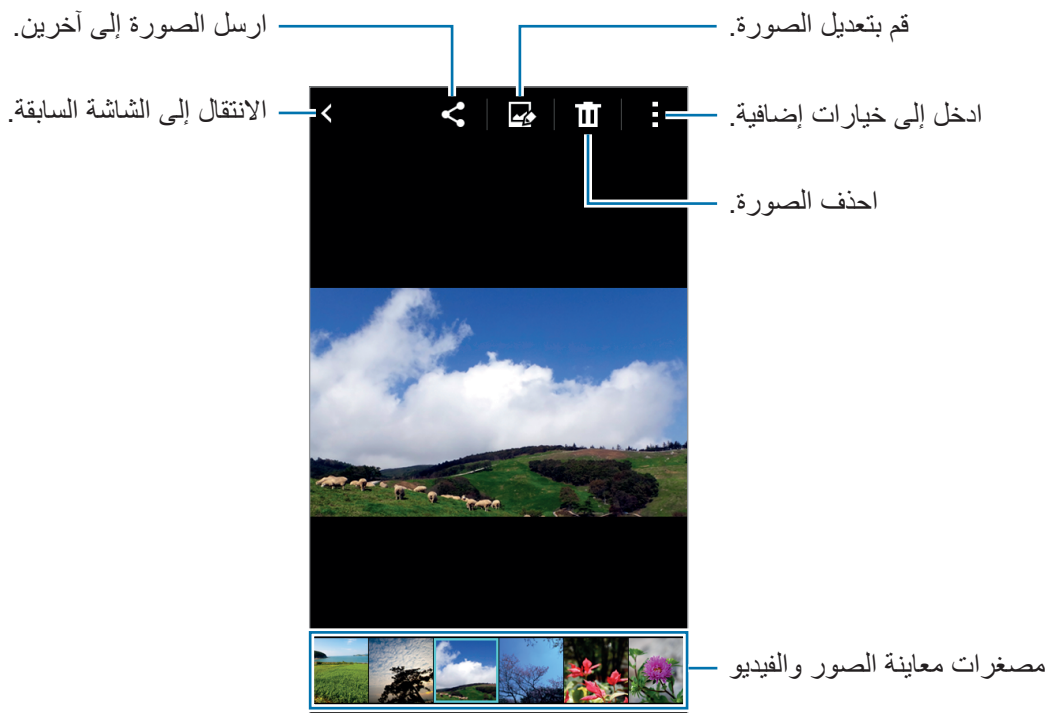 ارسل الصورة إلى آخرين.
قم بتعديل الصورة.
الانتقال إلى الشاشة السابقة.
ادخل إلى خيارات إضافية.
احذف الصورة.
مصغرات معاينة الصور والفيديو